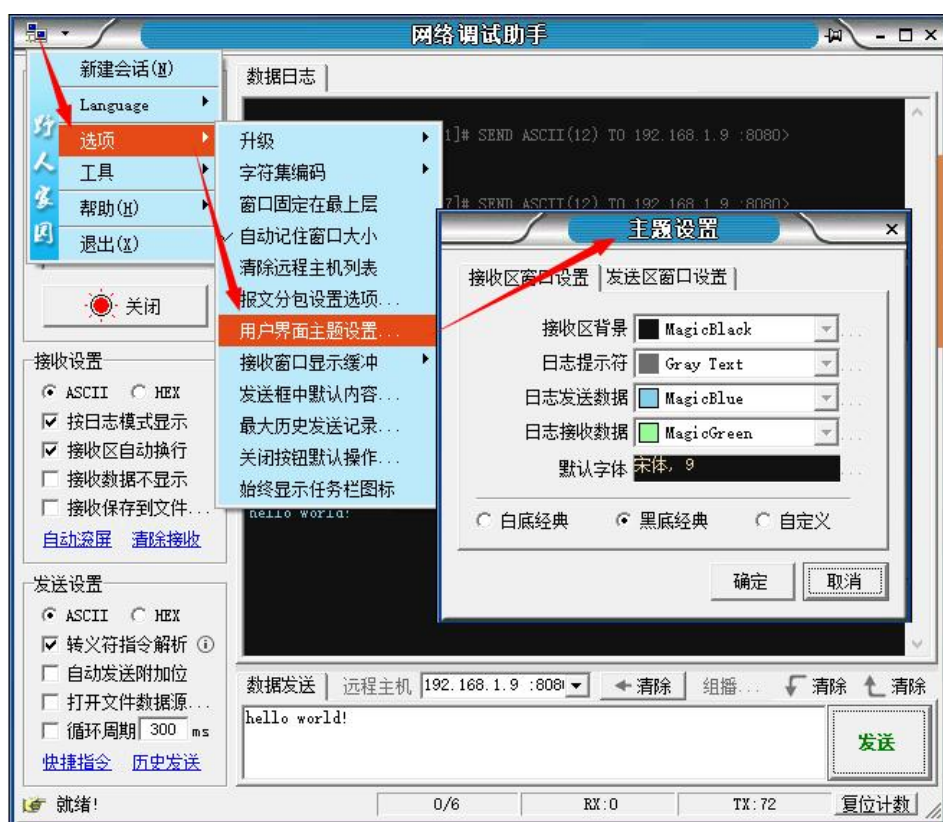 网络调试助手
新建会话(N)
Language
选项
工具
帮助(H)
退出(X)
野人家园
数据日志
1]# SEND ASCII(12) TO 192.168.1.9 :8080>
7]# SEND ASCII(12) TO 192.168.1.9 :8080>
升级
字符集编码
窗口固定在最上层
自动记住窗口大小
清除远程主机列表
报文分包设置选项...
用户界面主题设置...
接收窗口显示缓冲
发送框中默认内容...
最大历史发送记录...
关闭按钮默认操作...
始终显示任务栏图标
主题设置
接收区窗口设置
发送区窗口设置
接收区背景 MagicBlack ...
日志提示符 Gray Text ...
日志发送数据 MagicBlue ...
日志接收数据 MagicGreen ...
默认字体 宋体, 9 ...
白底经典 黑底经典 自定义
确定 取消
关闭
接收设置
ASCII HEX
按日志模式显示
接收区自动换行
接收数据不显示
接收保存到文件...
自动滚屏 清除接收
hello world!
发送设置
ASCII HEX
转义符指令解析
自动发送附加位
打开文件数据源...
循环周期 300 ms
快捷指令 历史发送
数据发送 远程主机 192.168.1.9 :808 清除 组播... 清除 清除
hello world!
发送
就绪! 0/6 RX:0 TX:72 复位计数